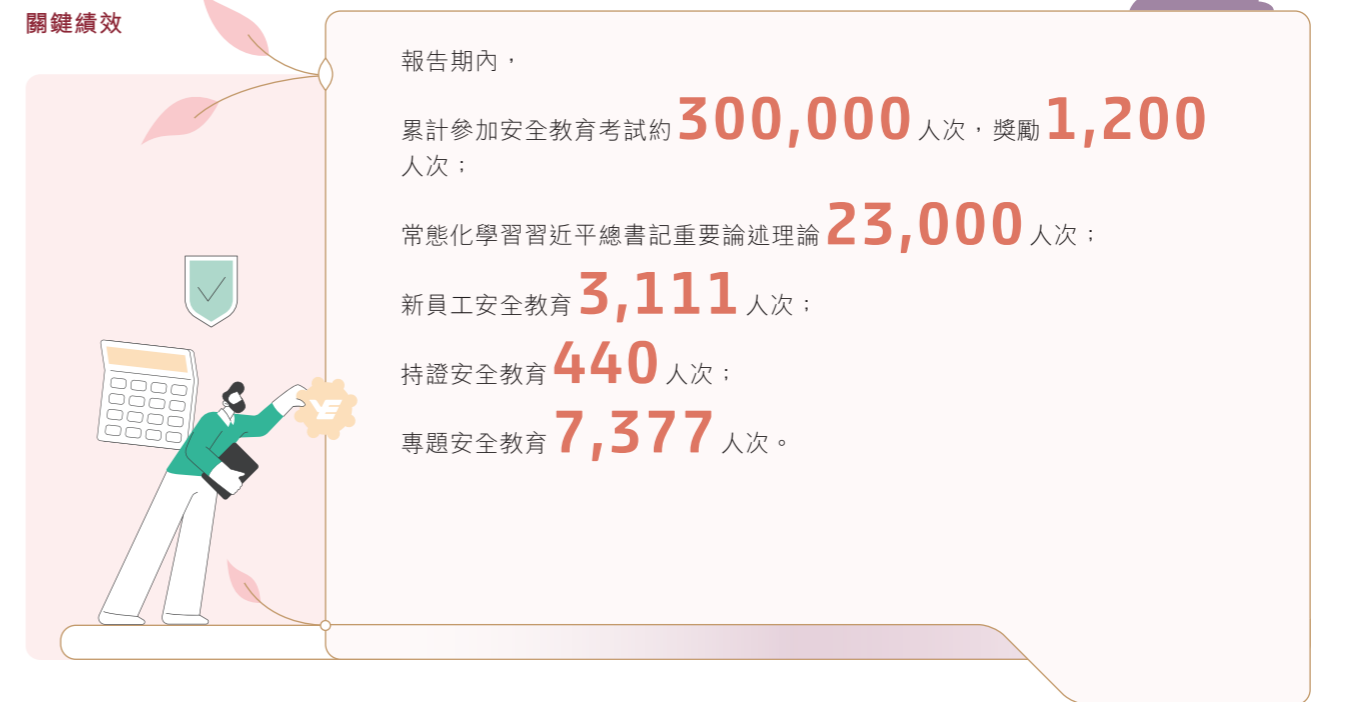 關鍵績效
報告期內，
累計參加安全教育考試約300,000人次，獎勵1,200
人次；
常態化學習習近平總書記重要論述理論23,000人次；
新員工安全教育3,111人次；
持證安全教育440人次；
專題安全教育7,377人次。